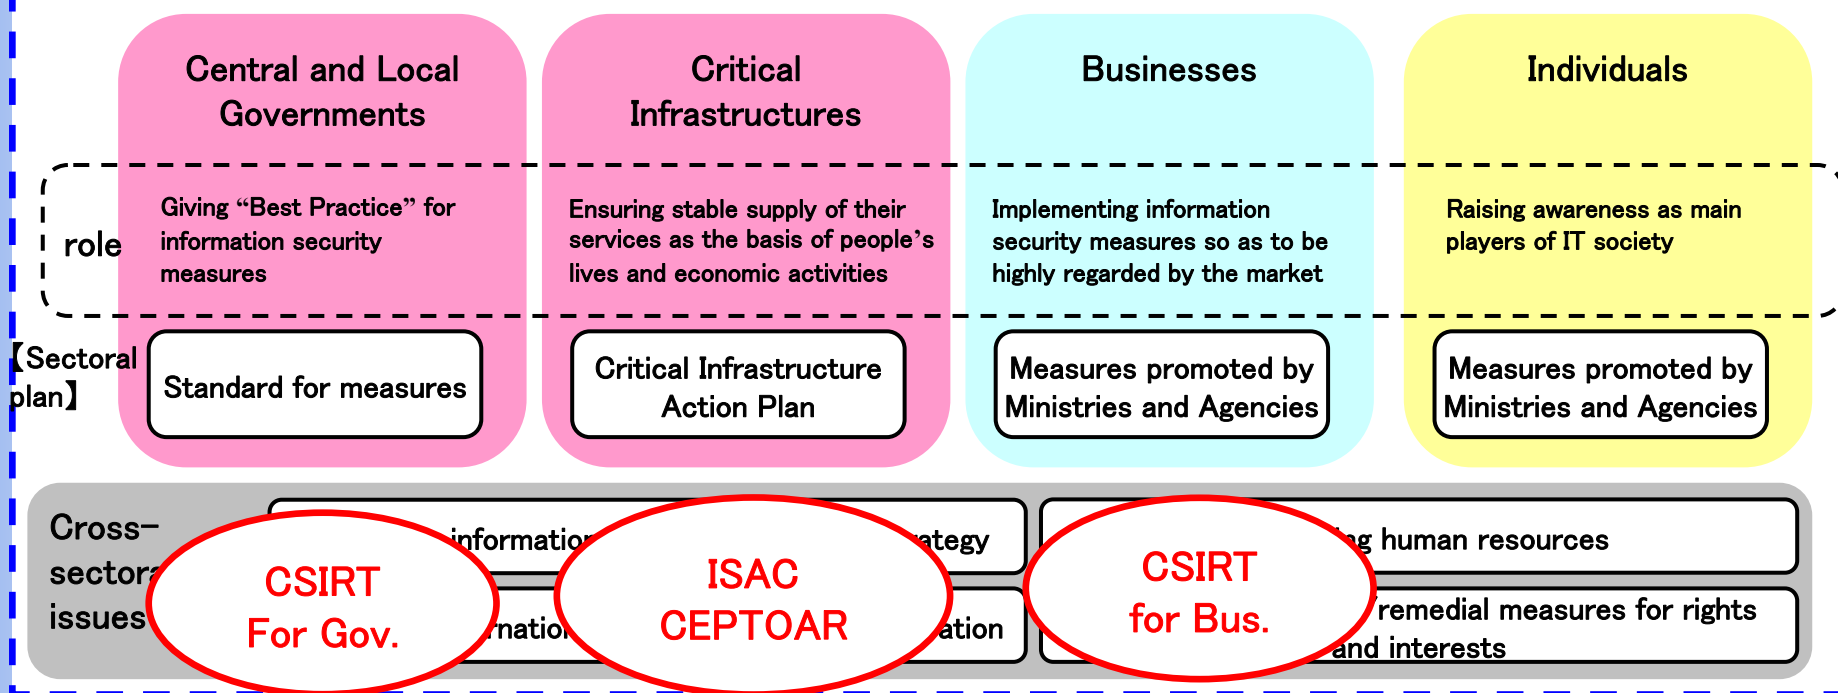 Central and Local
Governments
Critical
Infrastructures
Businesses
Individuals
role
Giving “Best Practice” for
information security
measures
Ensuring stable supply of their
services as the basis of people’s
lives and economic activities
Implementing information
security measures so as to be
highly regarded by the market
Raising awareness as main
players of IT society
【Sectoral
plan】
Standard for measures
Critical Infrastructure
Action Plan
Measures promoted by
Ministries and Agencies
Measures promoted by
Ministries and Agencies
Cross-
issues
information
human resources
remedial measures for rights
and interests
CSIRT
For Gov.
ISAC
CEPTOAR
CSIRT
for Bus.